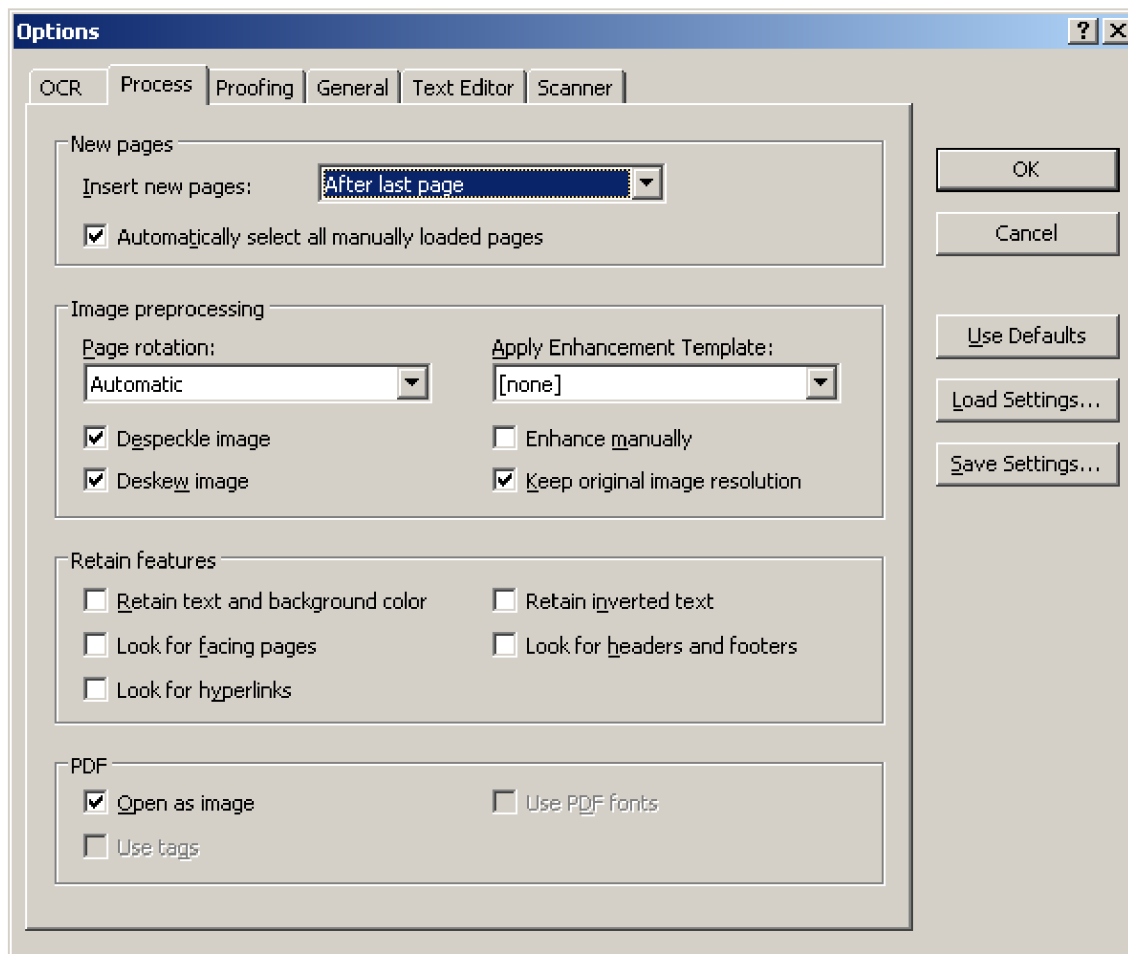 Options
OCR Process Proofing General Text Editor Scanner
New pages
Insert new pages: After last page
Automatically select all manually loaded pages
OK
Cancel
Image preprocessing
Page rotation: Apply Enhancement Template:
Automatic [none]
Despeckle image Enhance manually
Deskew image Keep original image resolution
Use Defaults
Load Settings...
Save Settings...
Retain features
Retain text and background color Retain inverted text
Look for facing pages Look for headers and footers
Look for hyperlinks
PDF
Open as image Use PDF fonts
Use tags